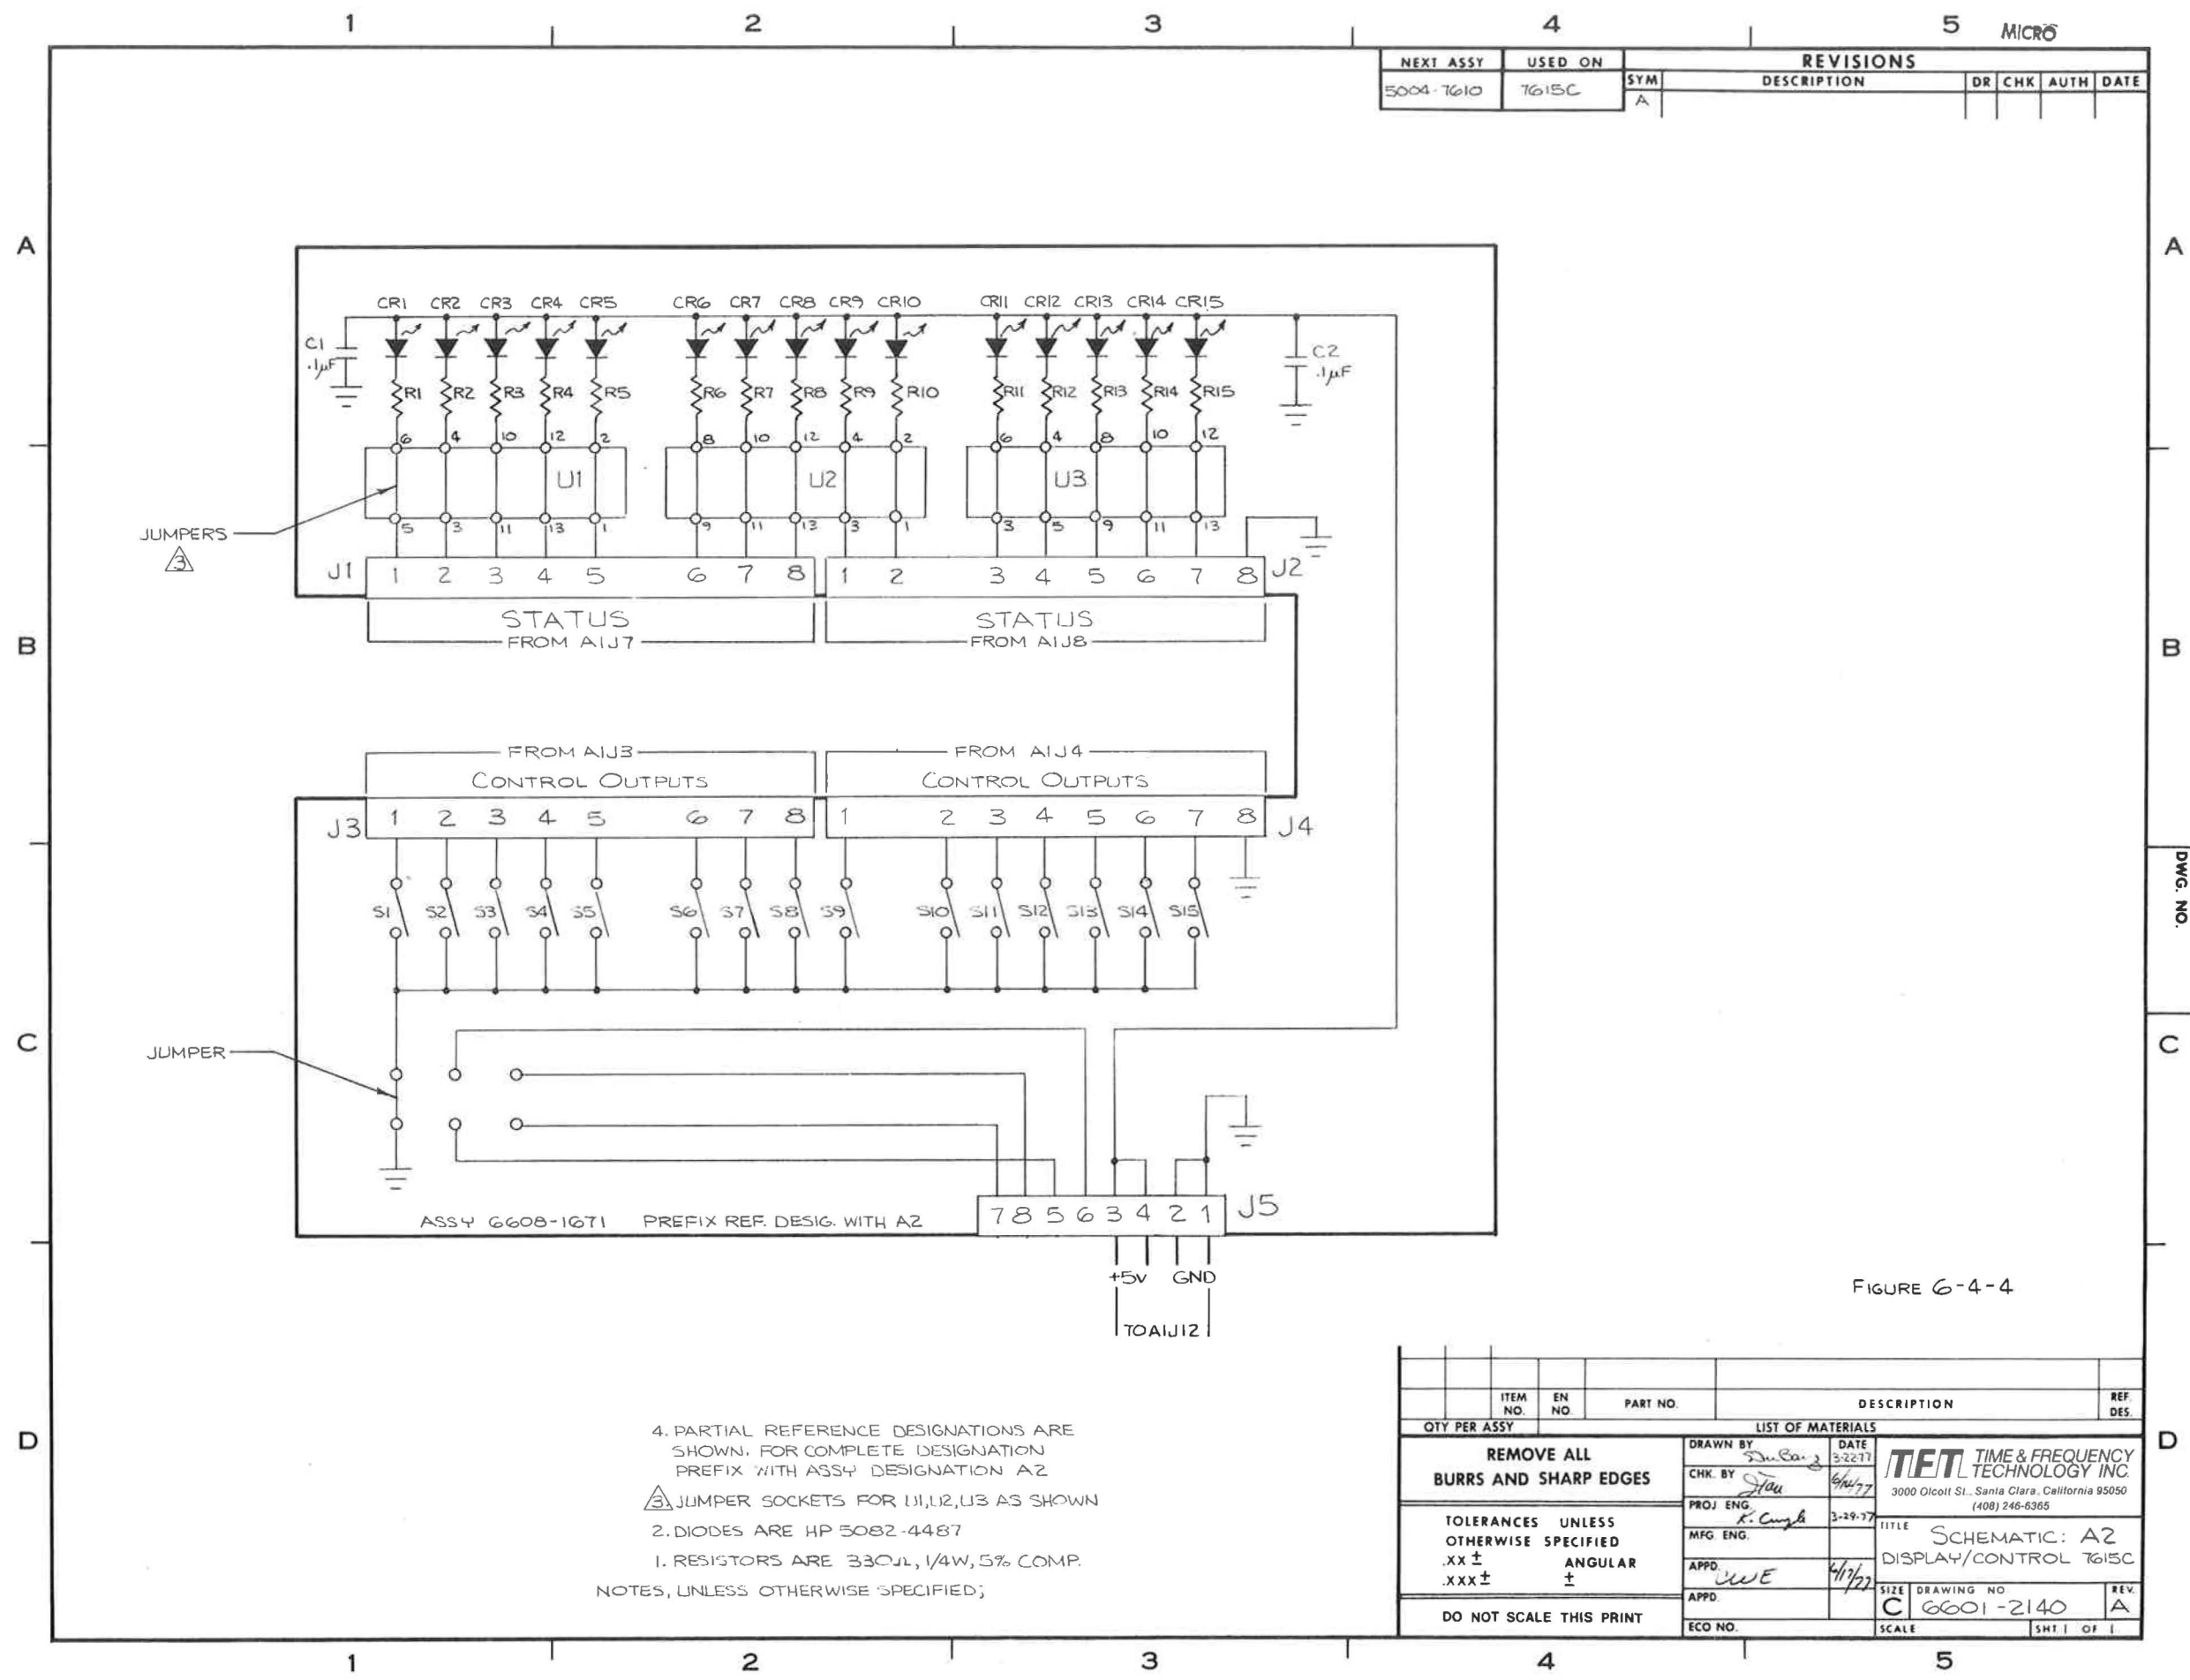 1 2 3 4 5 MICRO
NEXT ASSY USED ON REVISIONS
SYM DESCRIPTION DR CHK AUTH DATE
5004-7610 7615C A
A A
CR1 CR2 CR3 CR4 CR5 CR6 CR7 CR8 CR9 CR10 CR11 CR12 CR13 CR14 CR15
C1 .1µF
C2 .1µF
R1 R2 R3 R4 R5 R6 R7 R8 R9 R10 R11 R12 R13 R14 R15
6 4 10 12 2 8 10 12 4 2 6 4 8 10 12
U1 U2 U3
5 3 11 13 1 9 11 13 3 1 3 5 9 11 13
JUMPERS
3
J1 1 2 3 4 5 6 7 8 1 2 3 4 5 6 7 8 J2
STATUS STATUS
FROM A1J7 FROM A1J8
B B
FROM A1J3 FROM A1J4
CONTROL OUTPUTS CONTROL OUTPUTS
J3 1 2 3 4 5 6 7 8 1 2 3 4 5 6 7 8 J4
DWG. NO.
S1 S2 S3 S4 S5 S6 S7 S8 S9 S10 S11 S12 S13 S14 S15
C C
JUMPER
ASSY 6608-1671 PREFIX REF. DESIG. WITH A2
7 8 5 6 3 4 2 1 J5
+5V GND
TO A1J12
FIGURE 6-4-4
D D
4. PARTIAL REFERENCE DESIGNATIONS ARE
SHOWN. FOR COMPLETE DESIGNATION
PREFIX WITH ASSY DESIGNATION A2
3. JUMPER SOCKETS FOR U1,U2,U3 AS SHOWN
2. DIODES ARE HP 5082-4487
1. RESISTORS ARE 330Ω, 1/4W, 5% COMP.
NOTES, UNLESS OTHERWISE SPECIFIED;
ITEM NO. EN NO. PART NO. DESCRIPTION REF. DES.
QTY PER ASSY LIST OF MATERIALS
REMOVE ALL
BURRS AND SHARP EDGES
TOLERANCES UNLESS
OTHERWISE SPECIFIED
.XX ± ANGULAR
.XXX ± ±
DO NOT SCALE THIS PRINT
DRAWN BY DATE
3-22-77
CHK. BY
PROJ ENG. 3-29-77
MFG. ENG.
APPD. 6/17/77
APPD.
ECO NO.
TFT TIME & FREQUENCY
TECHNOLOGY INC.
3000 Olcott St., Santa Clara, California 95050
(408) 246-6365
TITLE SCHEMATIC: A2
DISPLAY/CONTROL 7615C
SIZE DRAWING NO REV.
C 6601-2140 A
SCALE SHT 1 OF 1
1 2 3 4 5